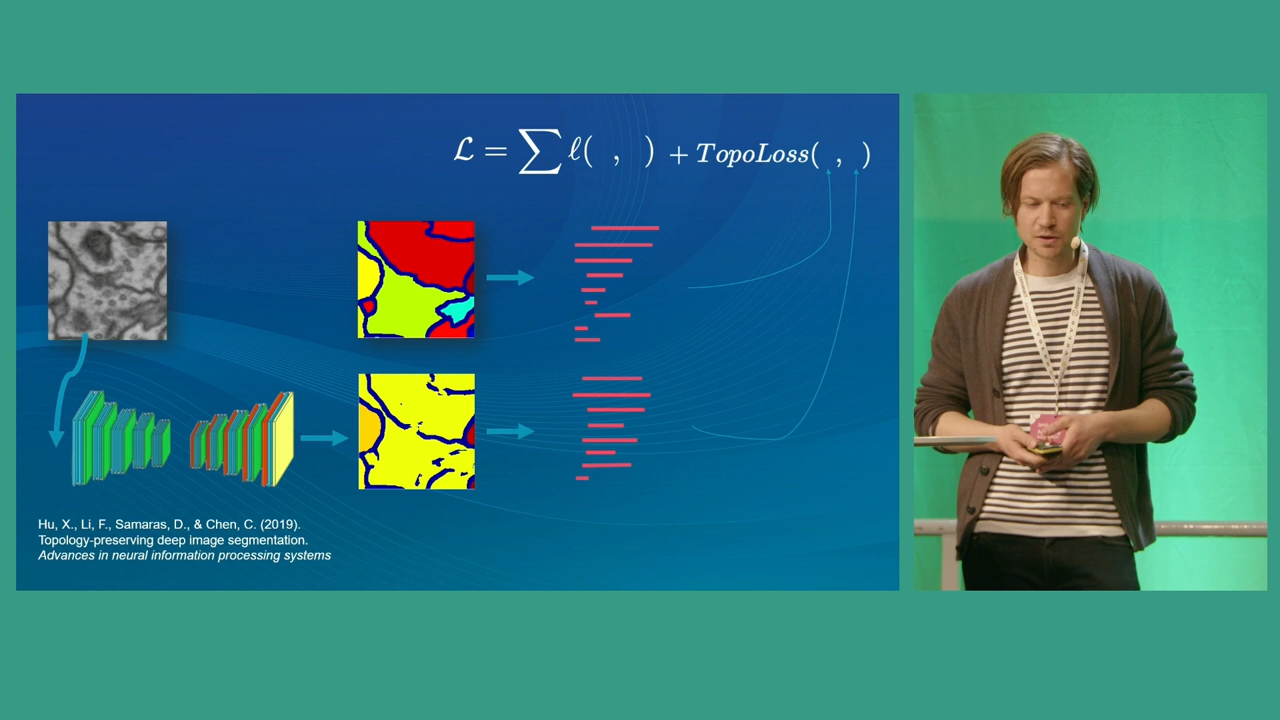 ℒ = ∑ ℓ( , ) + TopoLoss( , )
Hu, X., Li, F., Samaras, D., & Chen, C. (2019).
Topology-preserving deep image segmentation.
Advances in neural information processing systems